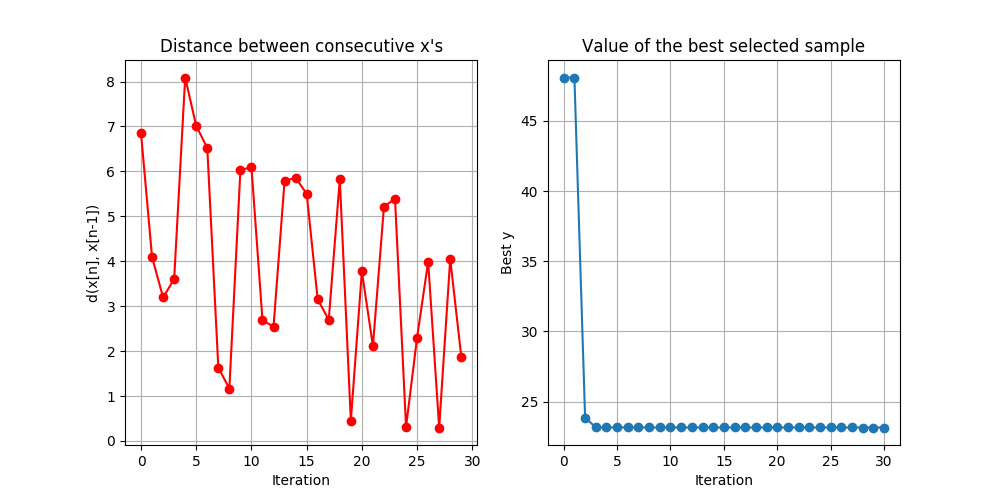 Distance between consecutive x's
8
7
6
5
4
3
2
1
0
d(x[n], x[n-1])
0 5 10 15 20 25 30
Iteration
Value of the best selected sample
45
40
35
30
25
Best y
0 5 10 15 20 25 30
Iteration